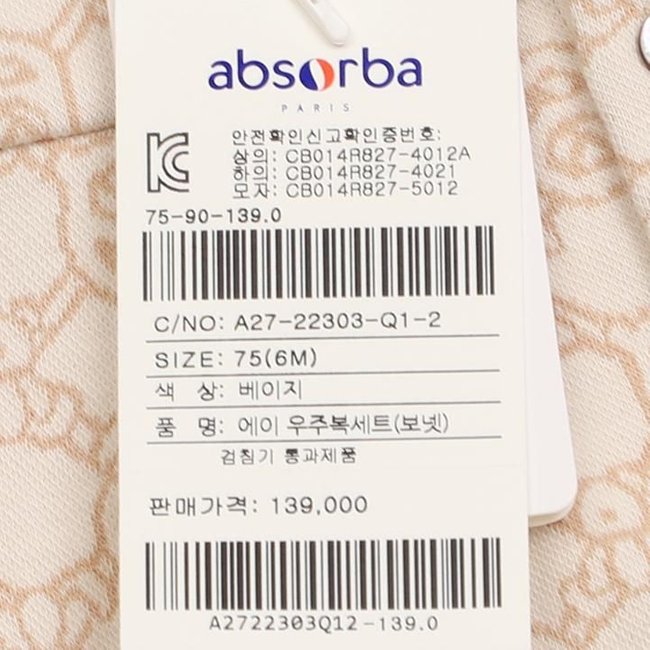 absorba
PARIS
안전확인신고확인증번호:
상의: CB014R827-4012A
하의: CB014R827-4021
모자: CB014R827-5012
75-90-139.0
C/NO: A27-22303-Q1-2
SIZE: 75(6M)
색 상: 베이지
품 명: 에이 우주복세트(보넷)
검침기 통과제품
판매가격: 139,000
A2722303Q12-139.0